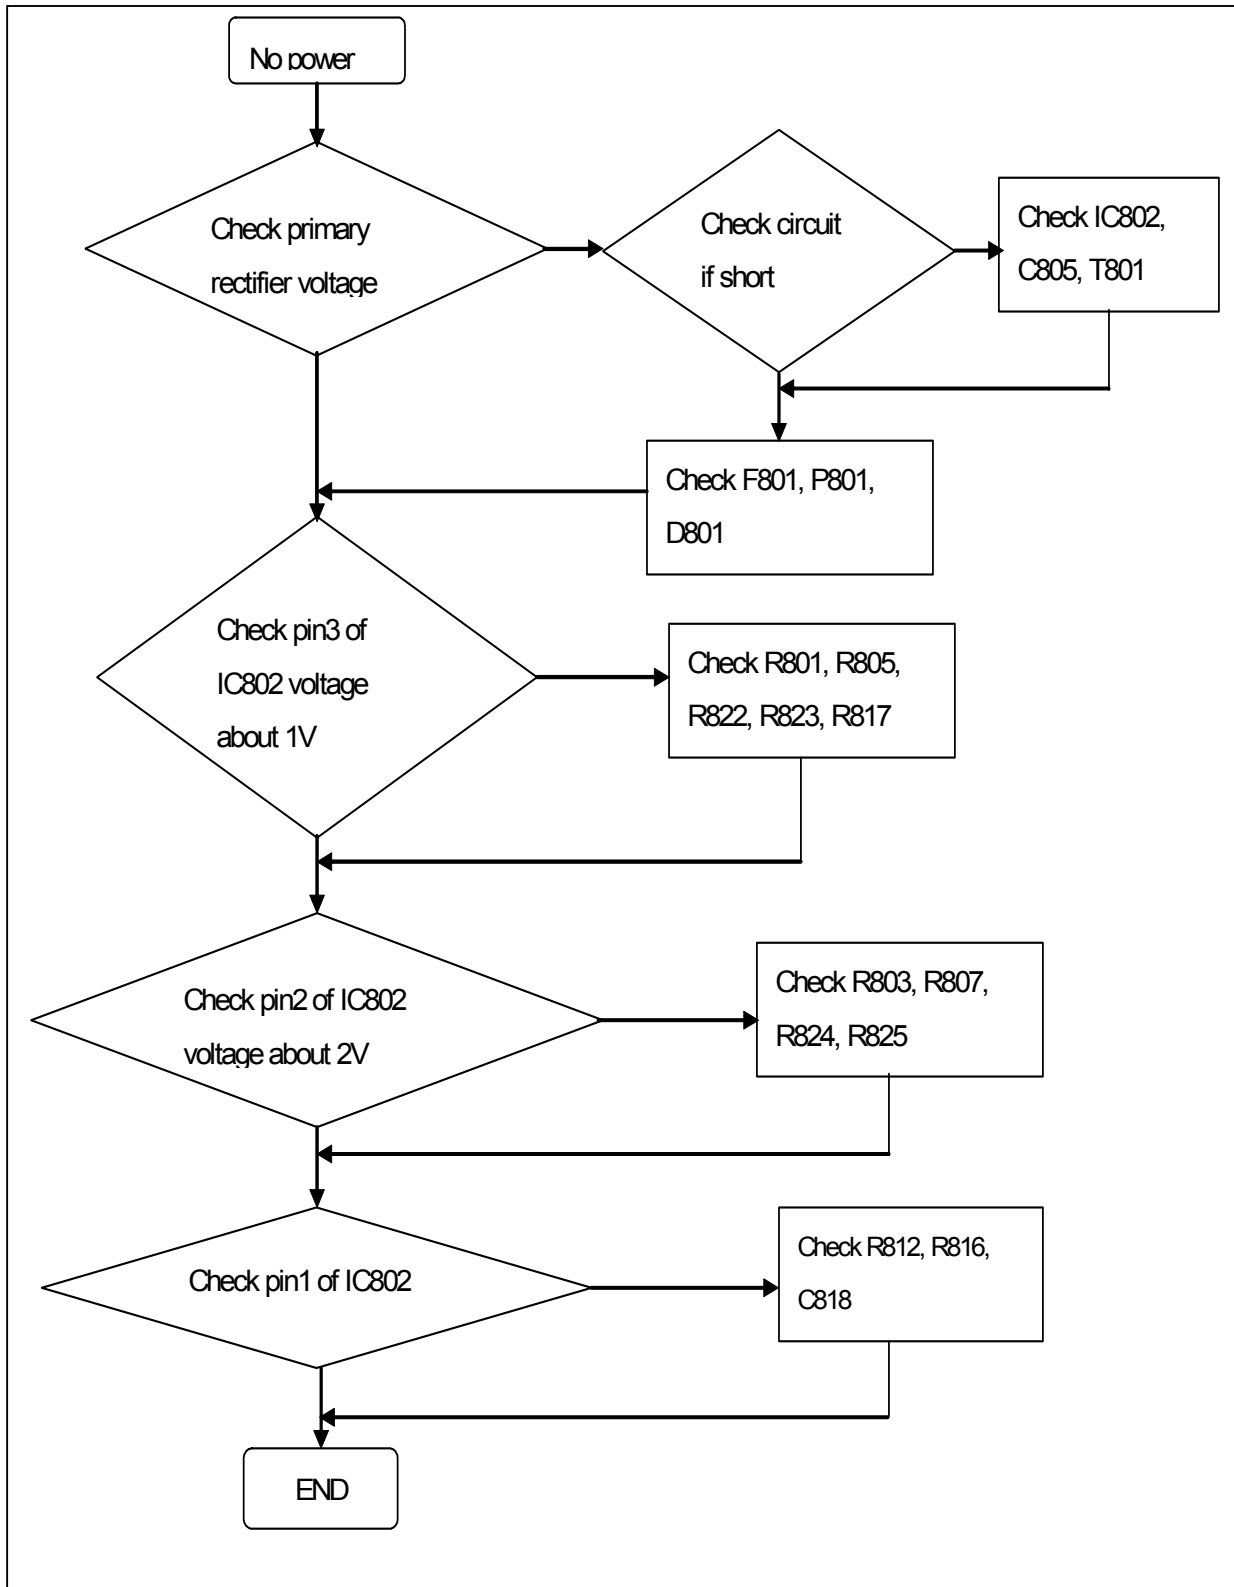 No power
Check primary
rectifier voltage
Check circuit
if short
Check IC802,
C805, T801
Check F801, P801,
D801
Check pin3 of
IC802 voltage
about 1V
Check R801, R805,
R822, R823, R817
Check pin2 of IC802
voltage about 2V
Check R803, R807,
R824, R825
Check pin1 of IC802
Check R812, R816,
C818
END